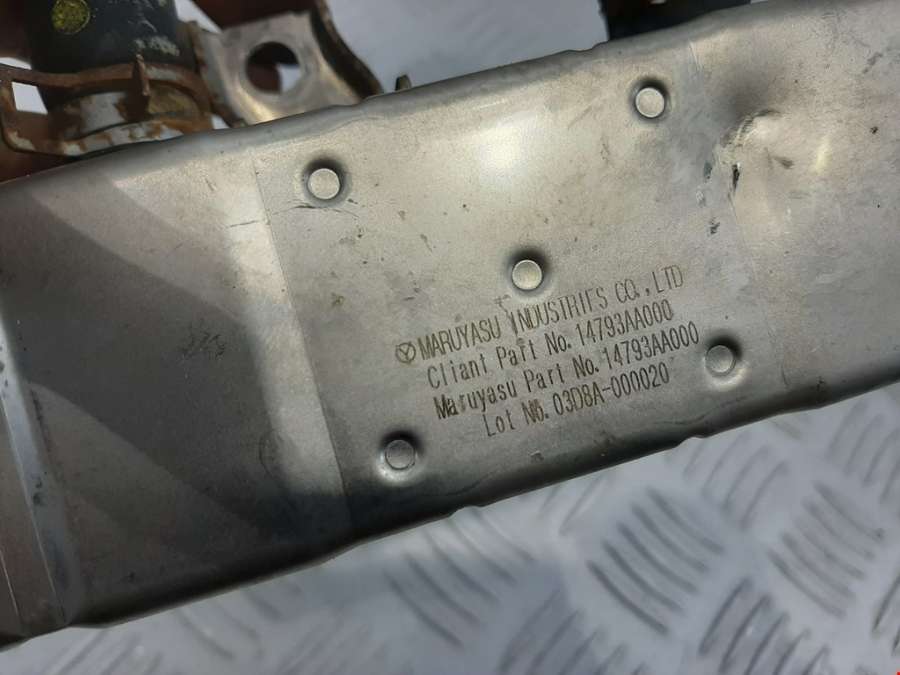 MARUYASU INDUSTRIES CO.,LTD
Cliant Part No. 14793AA000
Maruyasu Part No. 14793AA000
Lot No. 03D8A-000020